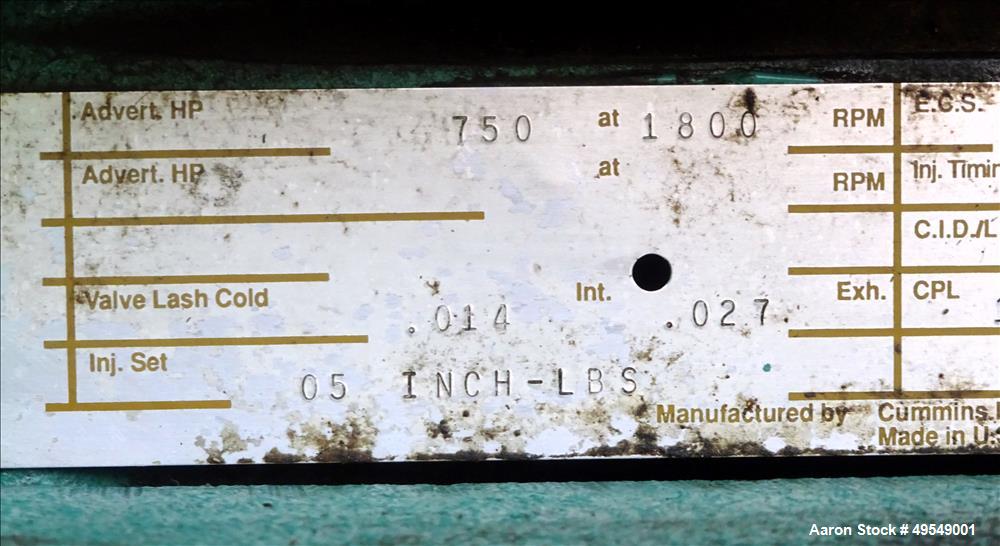 Advert. HP 750 at 1800 RPM E.C.S.
Advert. HP at RPM Inj. Timin
C.I.D./L
Valve Lash Cold .014 Int. .027 Exh. CPL
Inj. Set 05 INCH-LBS
Manufactured by Cummins
Made in U.
Aaron Stock # 49549001